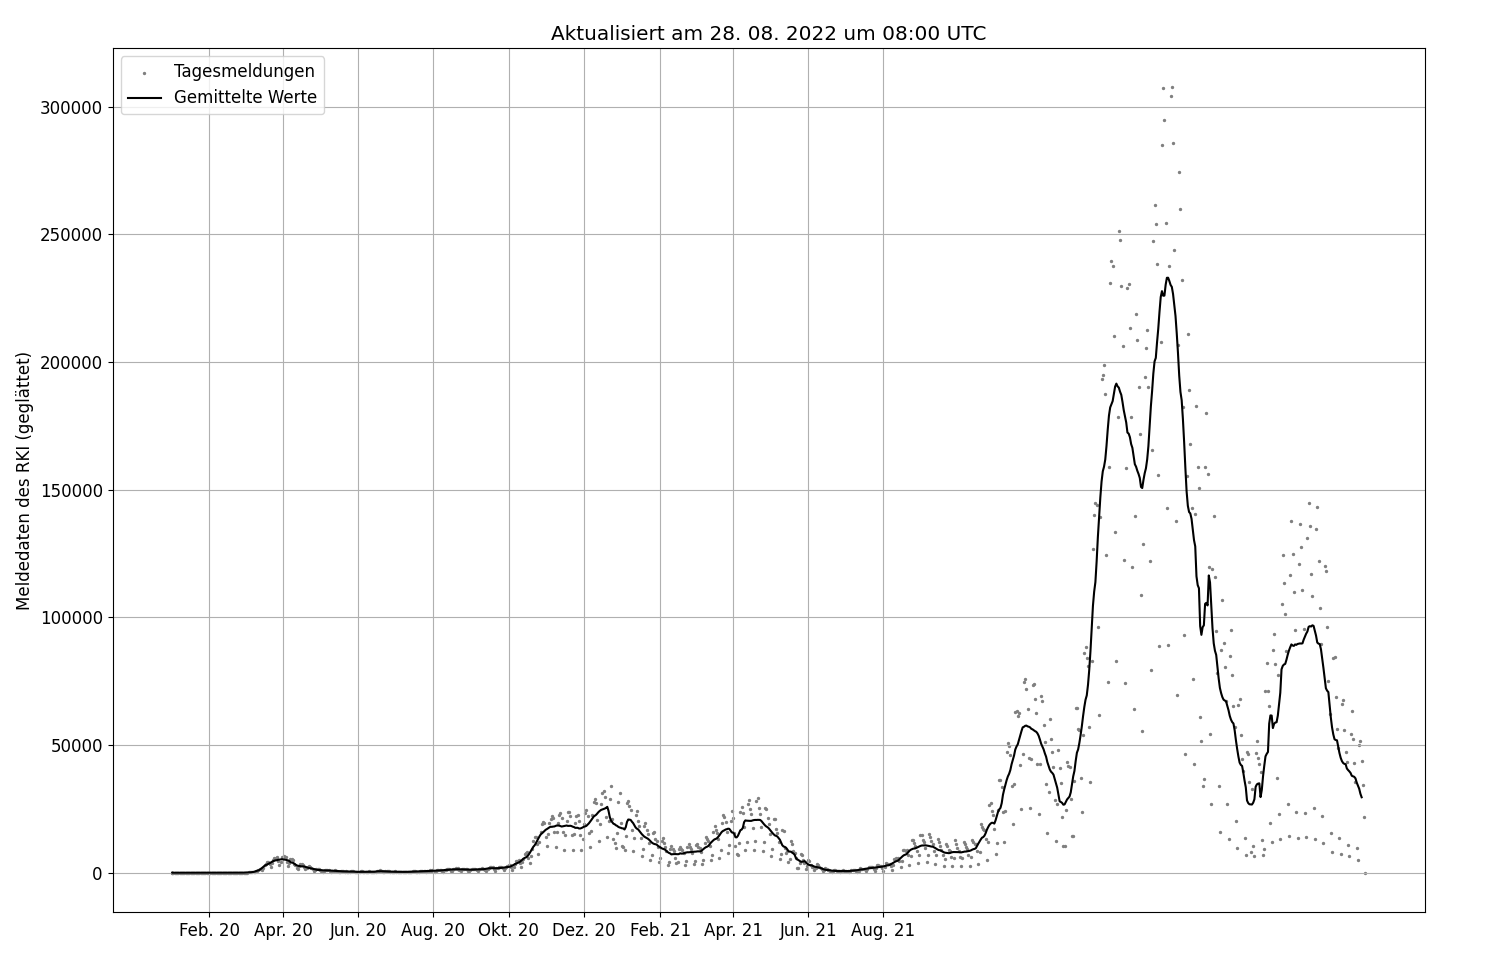 Aktualisiert am 28. 08. 2022 um 08:00 UTC
Tagesmeldungen
Gemittelte Werte
Meldedaten des RKI (geglättet)
300000
250000
200000
150000
100000
50000
0
Feb. 20 Apr. 20 Jun. 20 Aug. 20 Okt. 20 Dez. 20 Feb. 21 Apr. 21 Jun. 21 Aug. 21